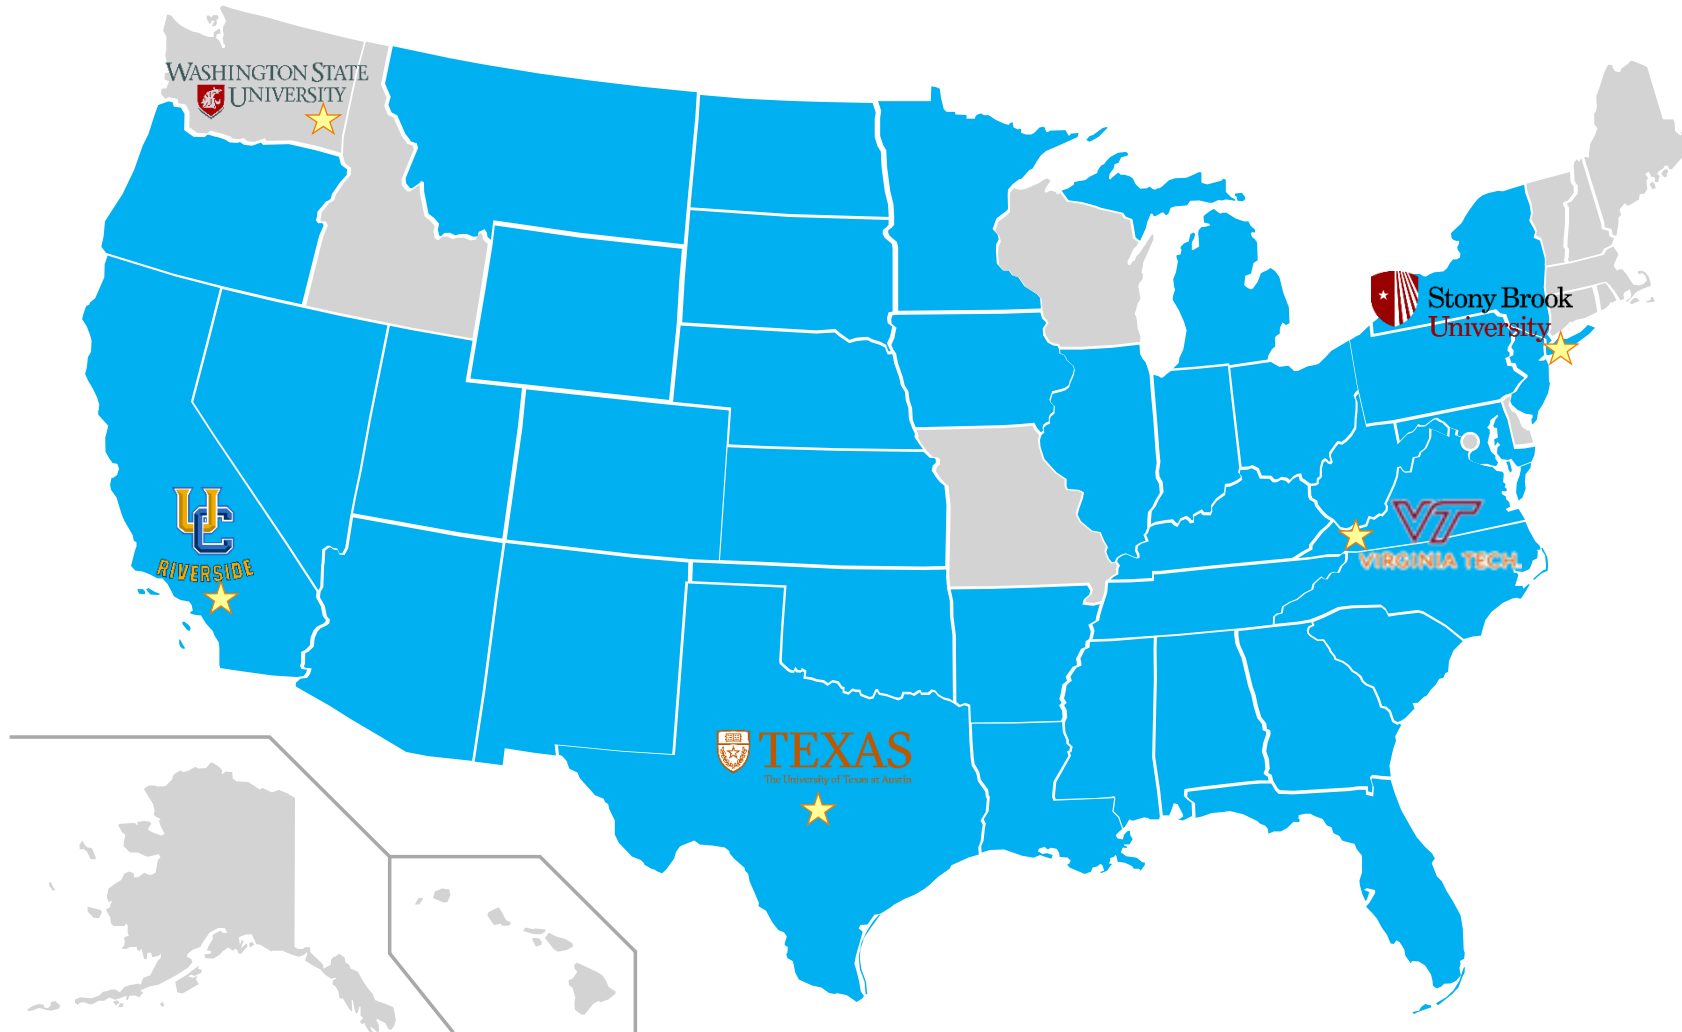 WASHINGTON STATE
UNIVERSITY
Stony Brook
University
UC
RIVERSIDE
VT
VIRGINIA TECH.
TEXAS
The University of Texas at Austin